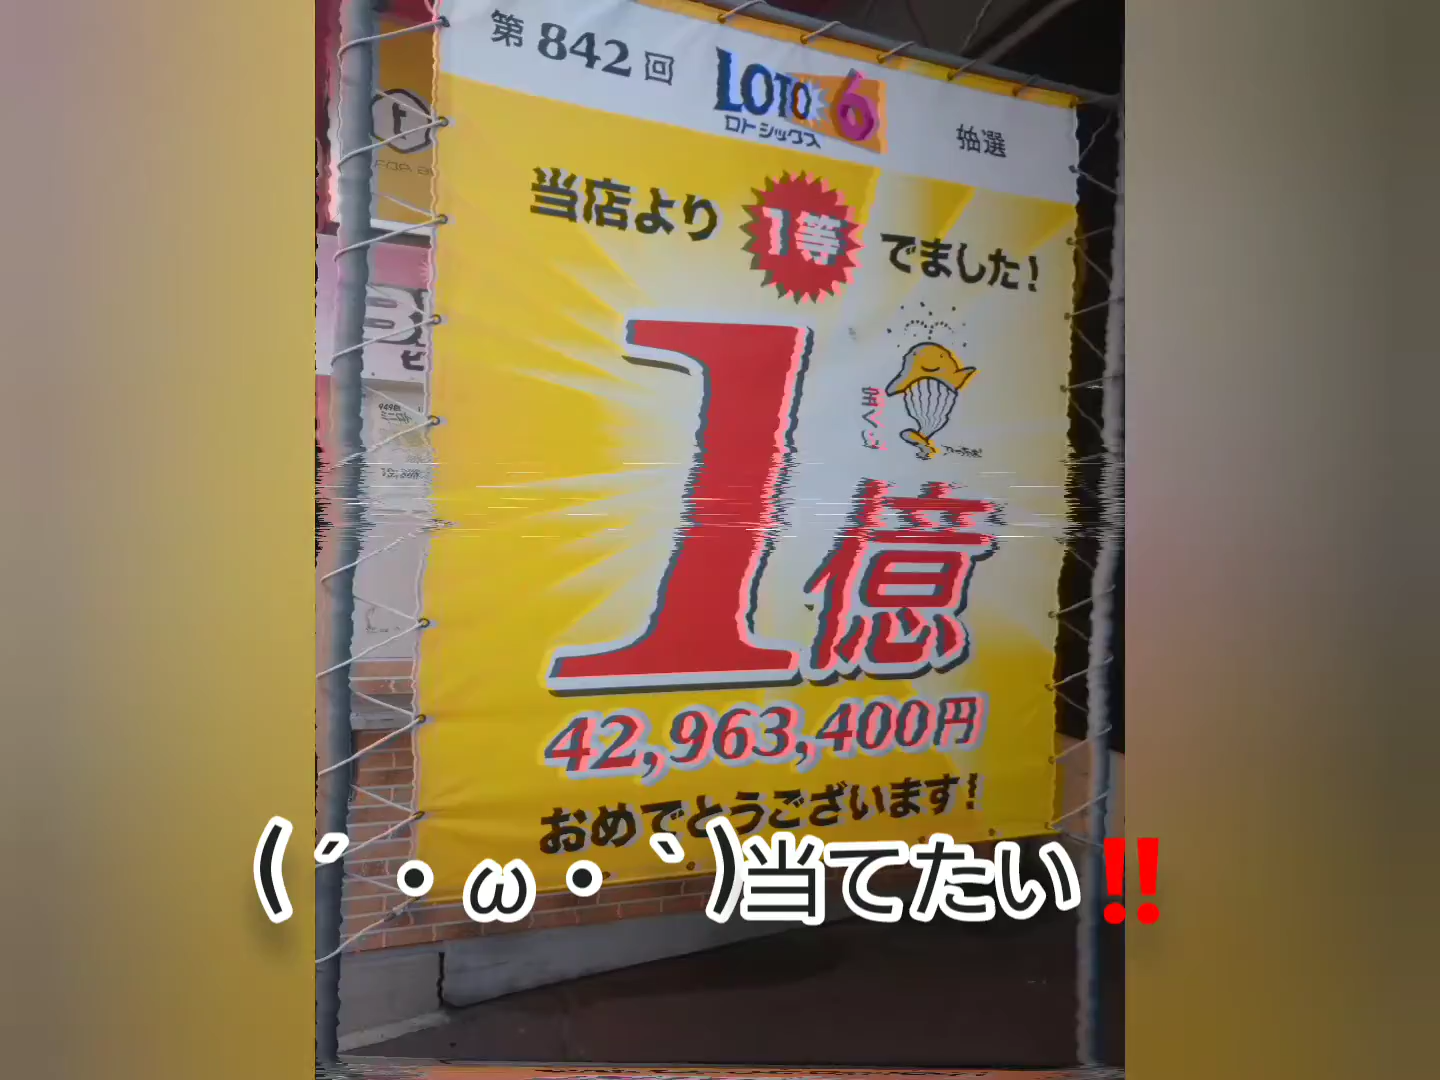 第842回 LOTO 6 抽選
ロトシックス
当店より 1等 でました!
宝くじ
1億
42,963,400円
おめでとうございます!
(´・ω・`)当てたい‼